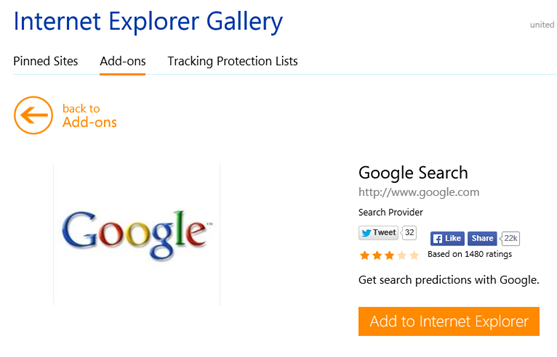 Internet Explorer Gallery
united
Pinned Sites Add-ons Tracking Protection Lists
back to
Add-ons
Google™
Google Search
http://www.google.com
Search Provider
Tweet 32
Like Share 22k
Based on 1480 ratings
Get search predictions with Google.
Add to Internet Explorer